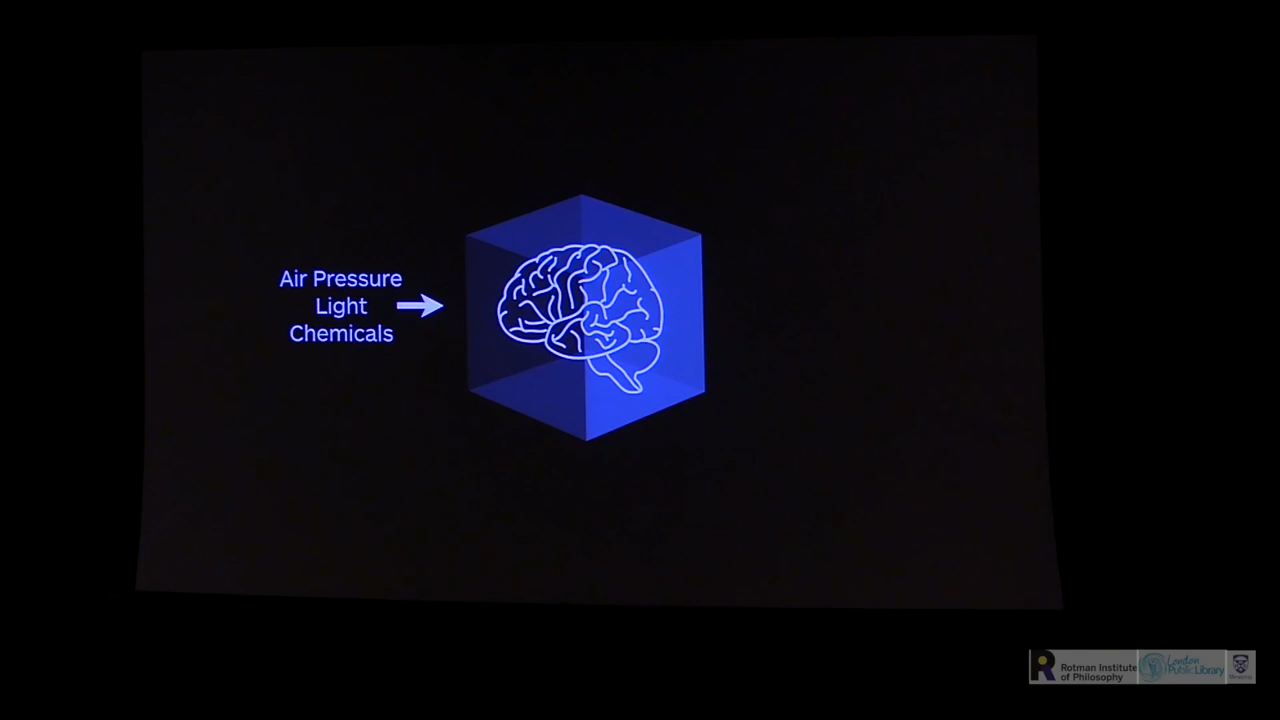 Air Pressure
Light
Chemicals
Rotman Institute
of Philosophy
London
Public Library